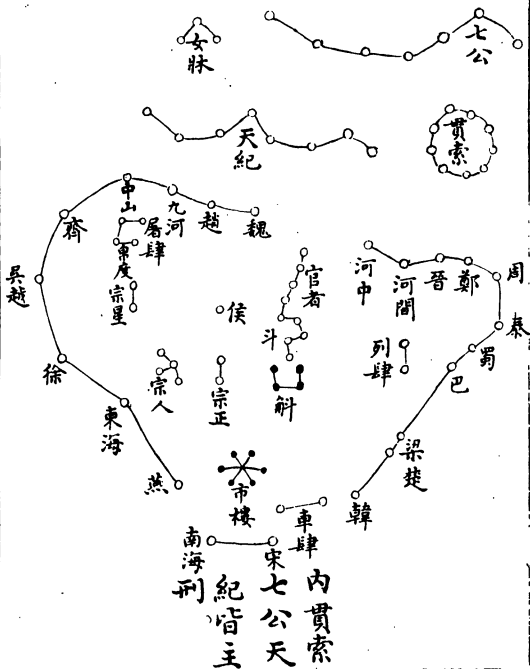 七公
女牀
貫索
天紀
魏
趙
九河
中山
齊
吳越
徐
東海
燕
屠肆
東度
宗星
侯
官者
斗
斛
宗正
宗人
河中
河間
晉
鄭
周
秦
蜀
巴
梁
楚
韓
列肆
市樓
車肆
南海
宋
內貫索
七公天
紀皆主
刑